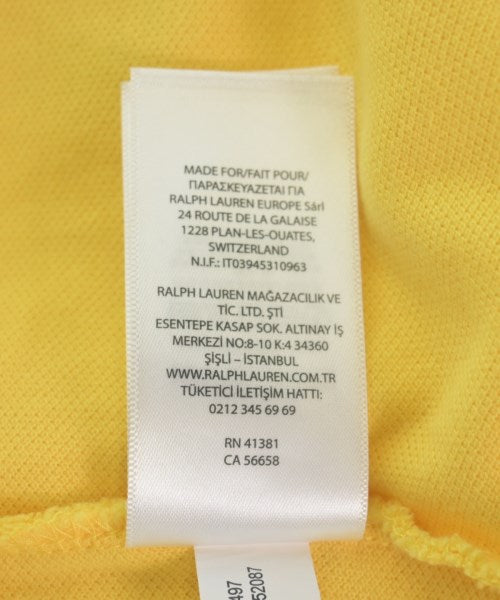 MADE FOR/FAIT POUR/
ΠΑΡΑΣΚΕΥΑΖΕΤΑΙ ΓΙΑ
RALPH LAUREN EUROPE Sárl
24 ROUTE DE LA GALAISE
1228 PLAN-LES-OUATES,
SWITZERLAND
N.I.F.: IT03945310963
RALPH LAUREN MAĞAZACILIK VE
TİC. LTD. ŞTİ
ESENTEPE KASAP SOK. ALTINAY İŞ
MERKEZİ NO:8-10 K:4 34360
ŞİŞLİ – İSTANBUL
WWW.RALPHLAUREN.COM.TR
TÜKETİCİ İLETİŞİM HATTI:
0212 345 69 69
RN 41381
CA 56658